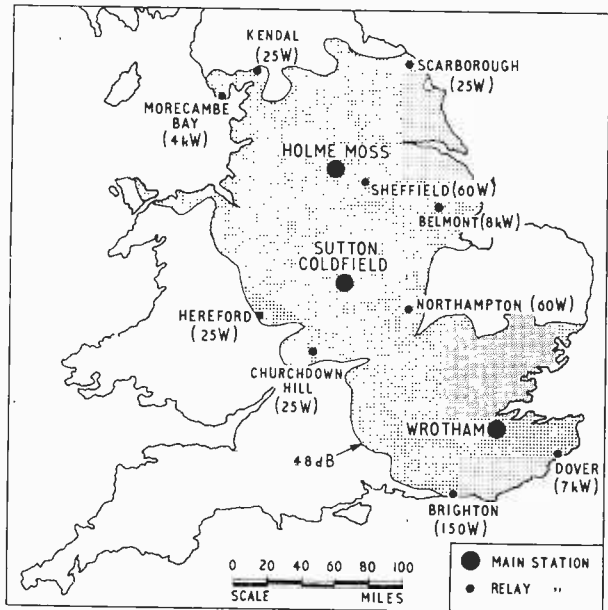 KENDAL
(25W)
SCARBOROUGH
(25W)
MORECAMBE
BAY
(4kW)
HOLME MOSS
SHEFFIELD (60W)
BELMONT (8kW)
SUTTON
COLDFIELD
HEREFORD
(25W)
NORTHAMPTON (60W)
CHURCHDOWN
HILL
(25W)
WROTHAM
48dB
DOVER
(7kW)
BRIGHTON
(150W)
0 20 40 60 80 100
SCALE MILES
MAIN STATION
RELAY "